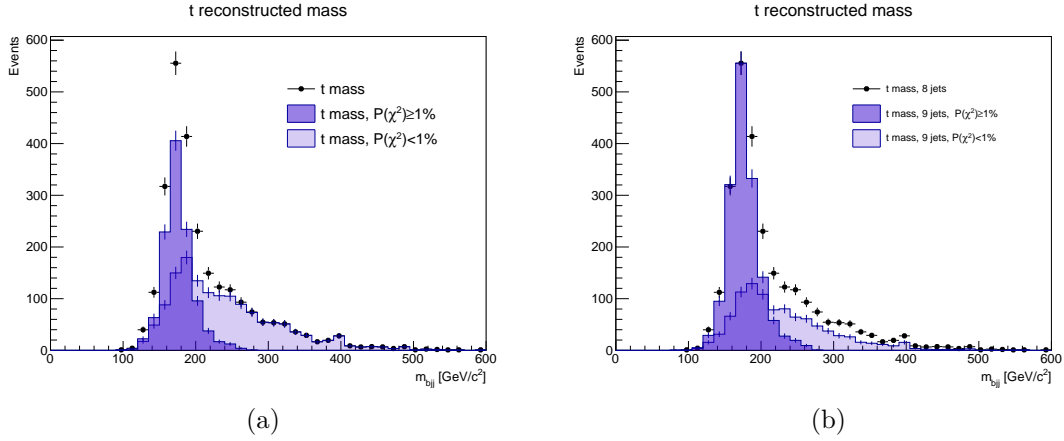 t reconstructed mass
Events
600
500
400
300
200
100
0
t mass
t mass, P(χ²)≥1%
t mass, P(χ²)<1%
0 100 200 300 400 500 600
m_bjj [GeV/c²]
(a)
t reconstructed mass
Events
600
500
400
300
200
100
0
t mass, 8 jets
t mass, 9 jets, P(χ²)≥1%
t mass, 9 jets, P(χ²)<1%
0 100 200 300 400 500 600
m_bjj [GeV/c²]
(b)